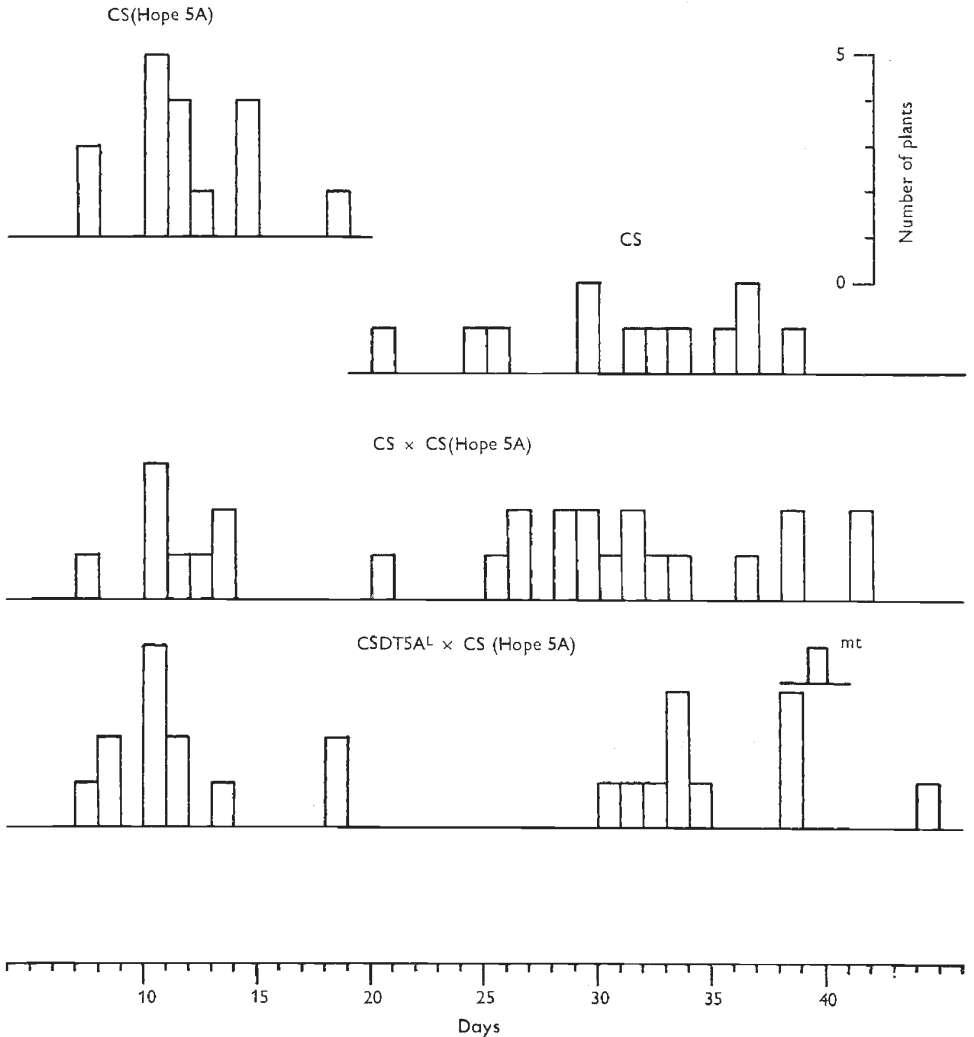 CS(Hope 5A)
5
Number of plants
0
CS
CS × CS(Hope 5A)
CSDT5Aᴸ × CS (Hope 5A)
mt
10 15 20 25 30 35 40
Days